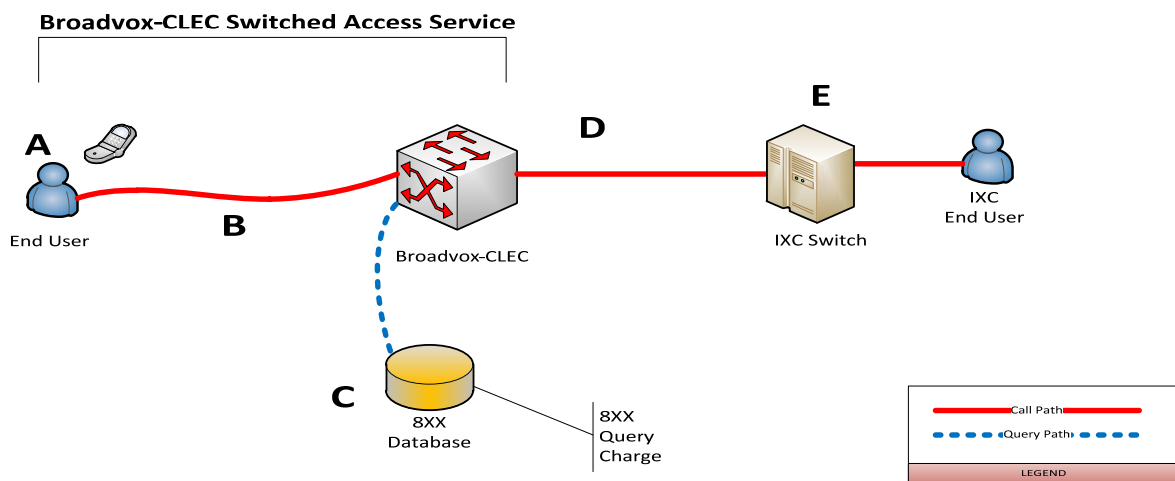 Broadvox-CLEC Switched Access Service
A
B
C
D
E
End User
Broadvox-CLEC
IXC Switch
IXC
End User
8XX
Database
8XX
Query
Charge
Call Path
Query Path
LEGEND